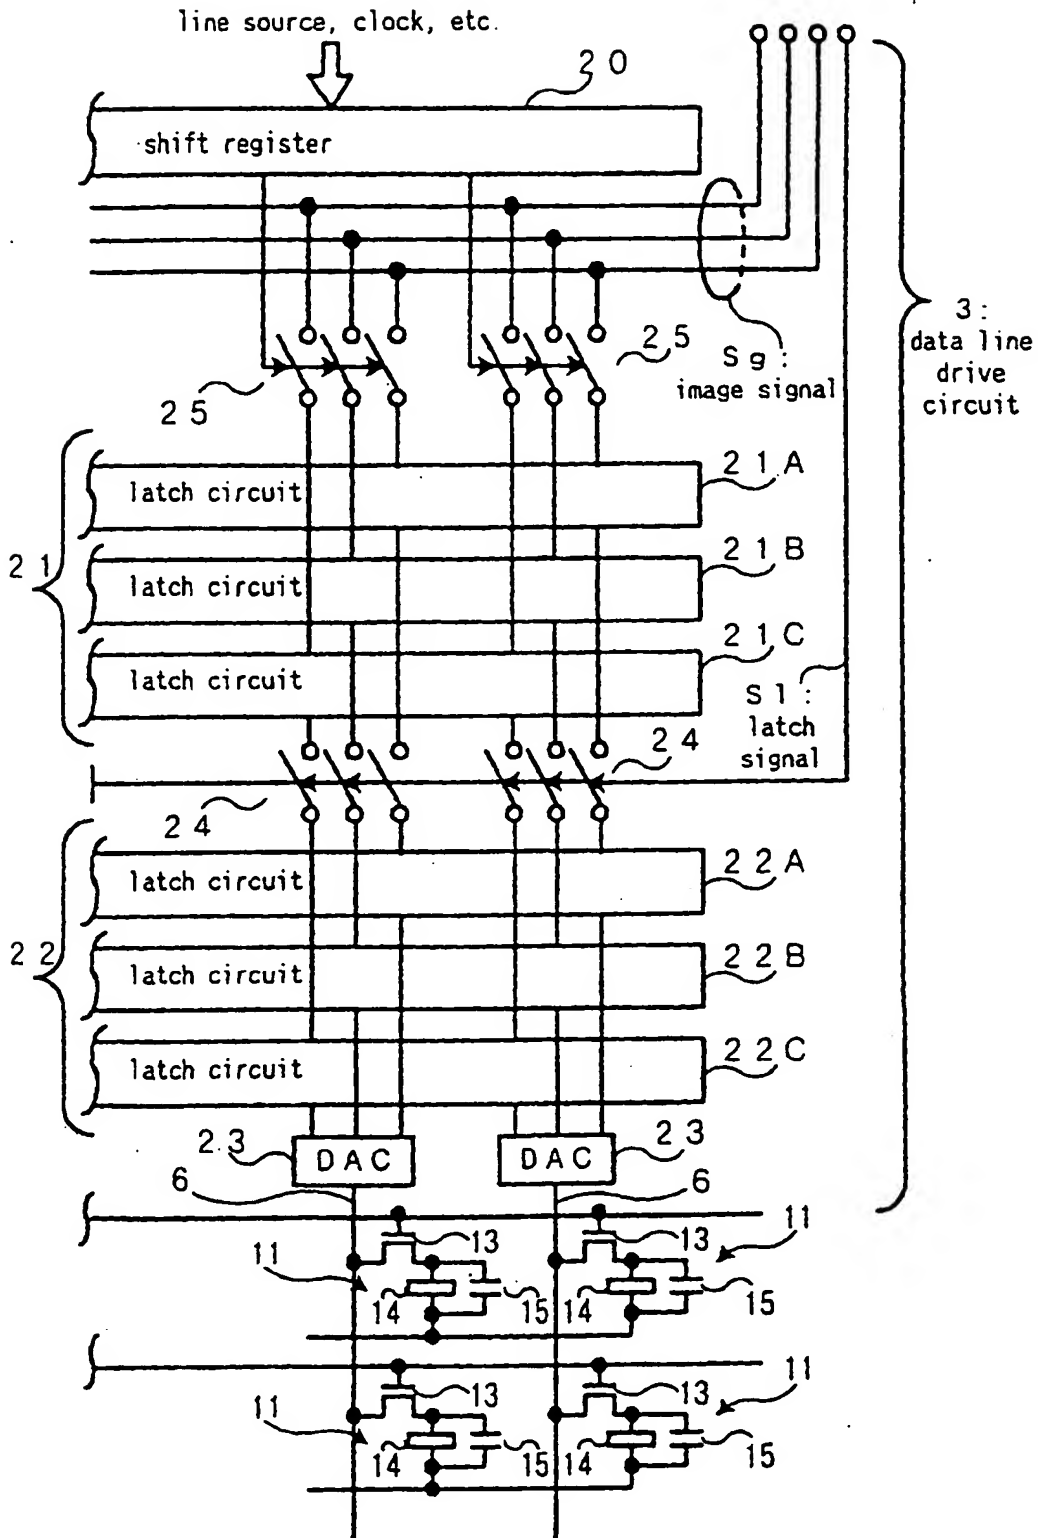 line source, clock, etc.
20
shift register
25
25
Sg:
image signal
3:
data line
drive
circuit
21
latch circuit
21A
latch circuit
21B
latch circuit
21C
Sl:
latch
signal
24
24
22
latch circuit
22A
latch circuit
22B
latch circuit
22C
23
DAC
DAC
23
6
6
11
13
14
15
13
14
15
11
11
13
14
15
13
14
15
11